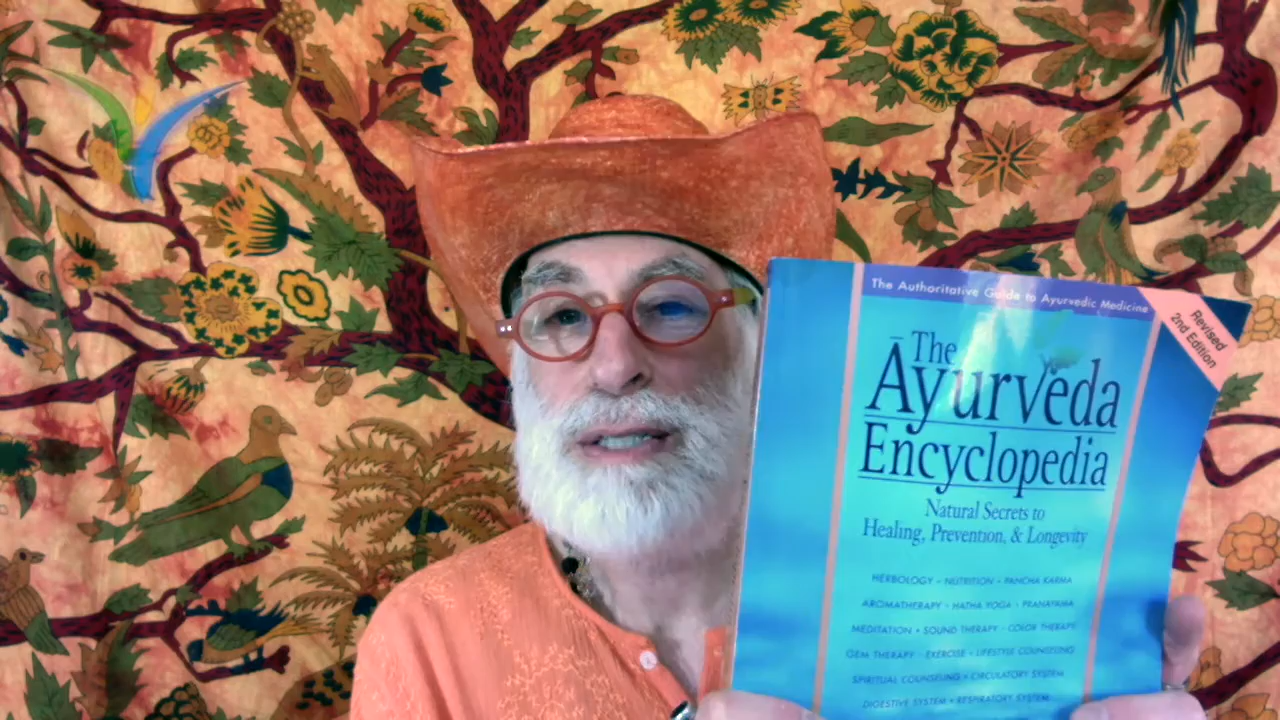 The Authoritative Guide to Ayurvedic Medicine
Revised
2nd Edition
The
Āyurveda
Encyclopedia
Natural Secrets to
Healing, Prevention, & Longevity
HERBOLOGY • NUTRITION • PANCHA KARMA
AROMATHERAPY • HATHA YOGA • PRANAYAMA
MEDITATION • SOUND THERAPY • COLOR THERAPY
GEM THERAPY • EXERCISE • LIFESTYLE COUNSELING
SPIRITUAL COUNSELING • CIRCULATORY SYSTEM
DIGESTIVE SYSTEM • RESPIRATORY SYSTEM